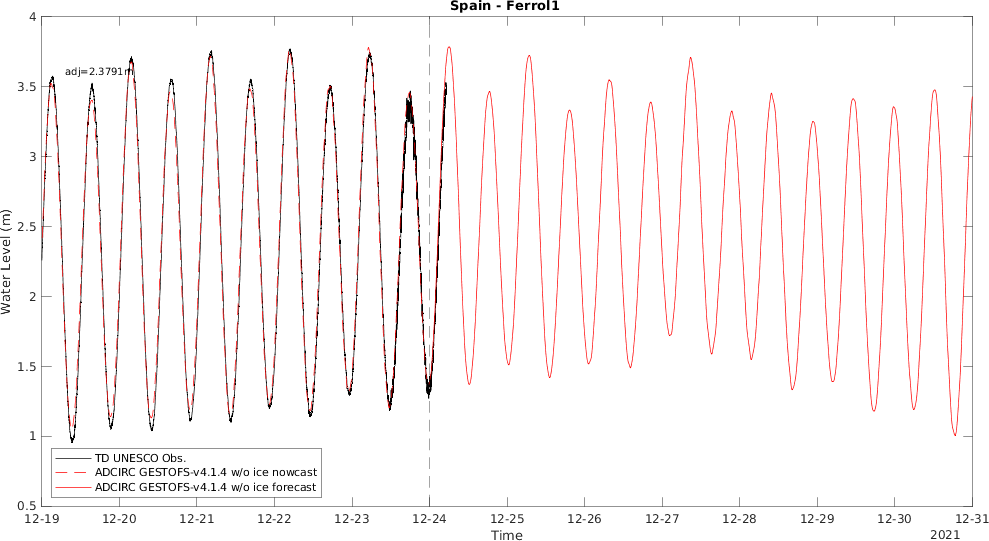 Spain - Ferrol1
4
3.5
3
2.5
2
1.5
1
0.5
Water Level (m)
adj=2.3791m
TD UNESCO Obs.
ADCIRC GESTOFS-v4.1.4 w/o ice nowcast
ADCIRC GESTOFS-v4.1.4 w/o ice forecast
12-19 12-20 12-21 12-22 12-23 12-24 12-25 12-26 12-27 12-28 12-29 12-30 12-31
Time
2021